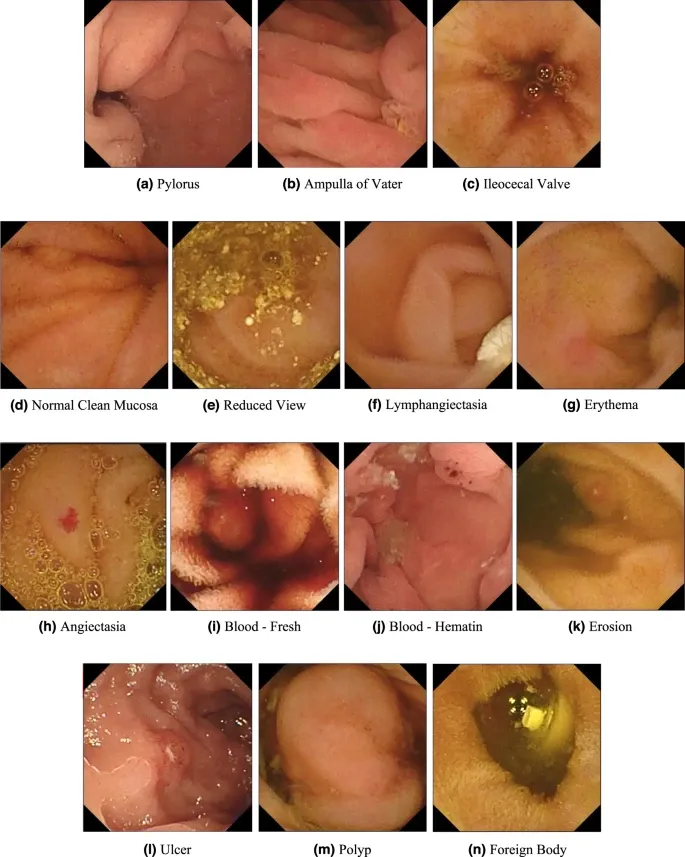 (a) Pylorus
(b) Ampulla of Vater
(c) Ileocecal Valve
(d) Normal Clean Mucosa
(e) Reduced View
(f) Lymphangiectasia
(g) Erythema
(h) Angiectasia
(i) Blood - Fresh
(j) Blood - Hematin
(k) Erosion
(l) Ulcer
(m) Polyp
(n) Foreign Body